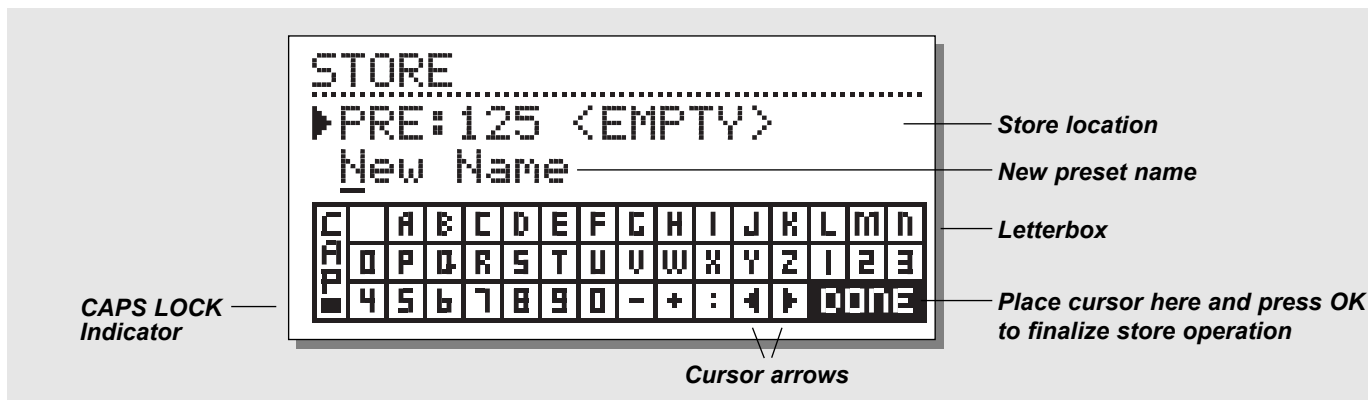 STORE
PRE:125 <EMPTY>
New Name
CAP A B C D E F G H I J K L M N
O P Q R S T U V W X Y Z 1 2 3
4 5 6 7 8 9 0 - + : ◀ ▶ DONE
Store location
New preset name
Letterbox
Place cursor here and press OK
to finalize store operation
CAPS LOCK
Indicator
Cursor arrows